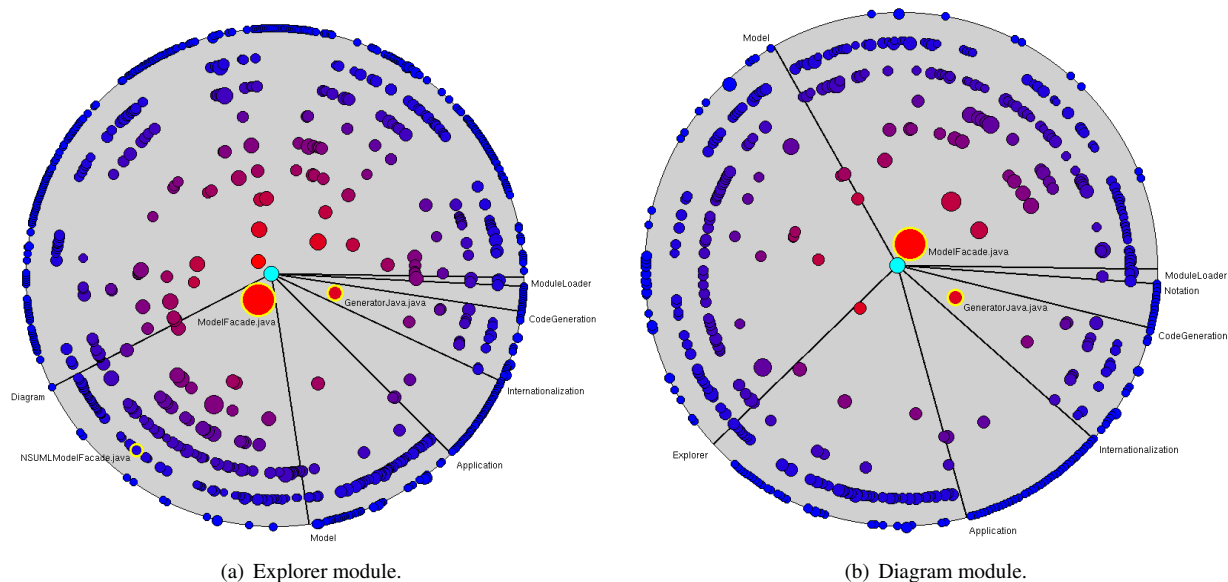 ModuleLoader
GeneratorJava.java
ModelFacade.java
CodeGeneration
Internationalization
Diagram
NSUMLModelFacade.java
Application
Model
(a) Explorer module.
Model
ModelFacade.java
ModuleLoader
Notation
GeneratorJava.java
CodeGeneration
Internationalization
Explorer
Application
(b) Diagram module.